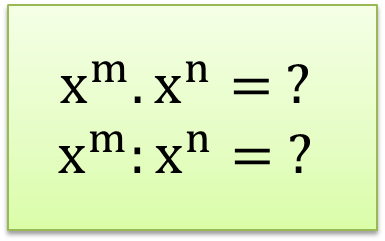 xᵐ . xⁿ = ?
xᵐ : xⁿ = ?